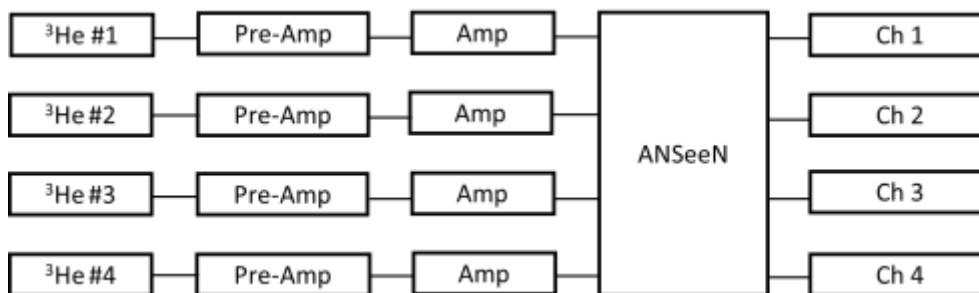 ³He #1 Pre-Amp Amp Ch 1
³He #2 Pre-Amp Amp Ch 2
ANSeeN
³He #3 Pre-Amp Amp Ch 3
³He #4 Pre-Amp Amp Ch 4